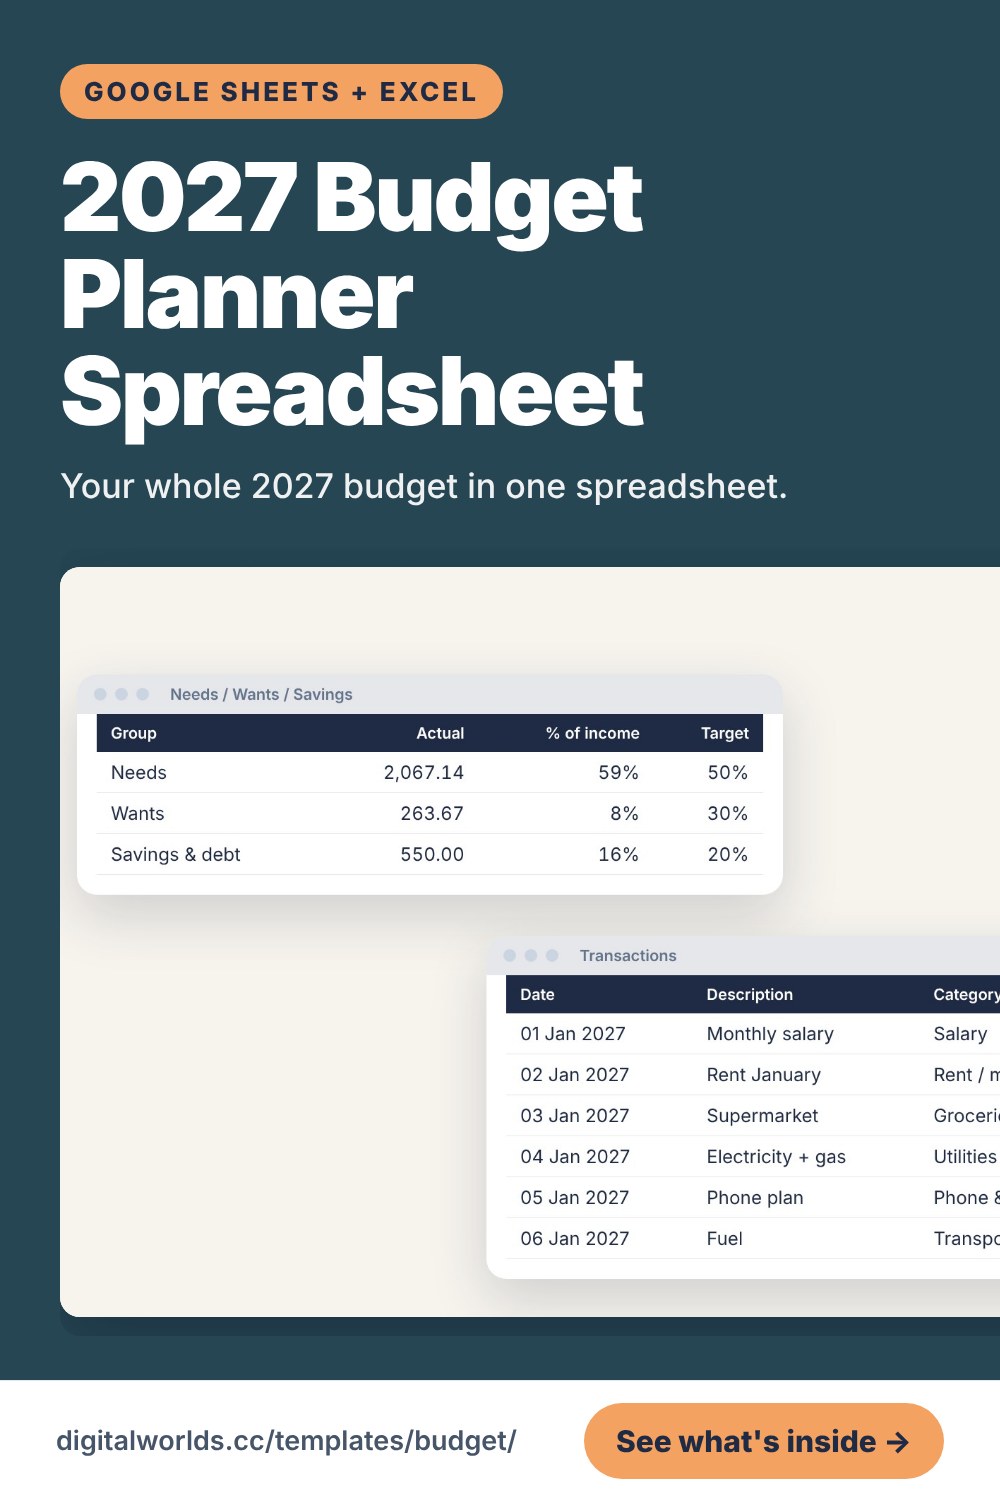 GOOGLE SHEETS + EXCEL
2027 Budget
Planner
Spreadsheet
Your whole 2027 budget in one spreadsheet.
Needs / Wants / Savings
Group Actual % of income Target
Needs 2,067.14 59% 50%
Wants 263.67 8% 30%
Savings & debt 550.00 16% 20%
Transactions
Date Description Category
01 Jan 2027 Monthly salary Salary
02 Jan 2027 Rent January Rent /
03 Jan 2027 Supermarket
04 Jan 2027 Electricity + gas Utilities
05 Jan 2027 Phone plan Phone &
06 Jan 2027 Fuel
digitalworlds.cc/templates/budget/
See what's inside →